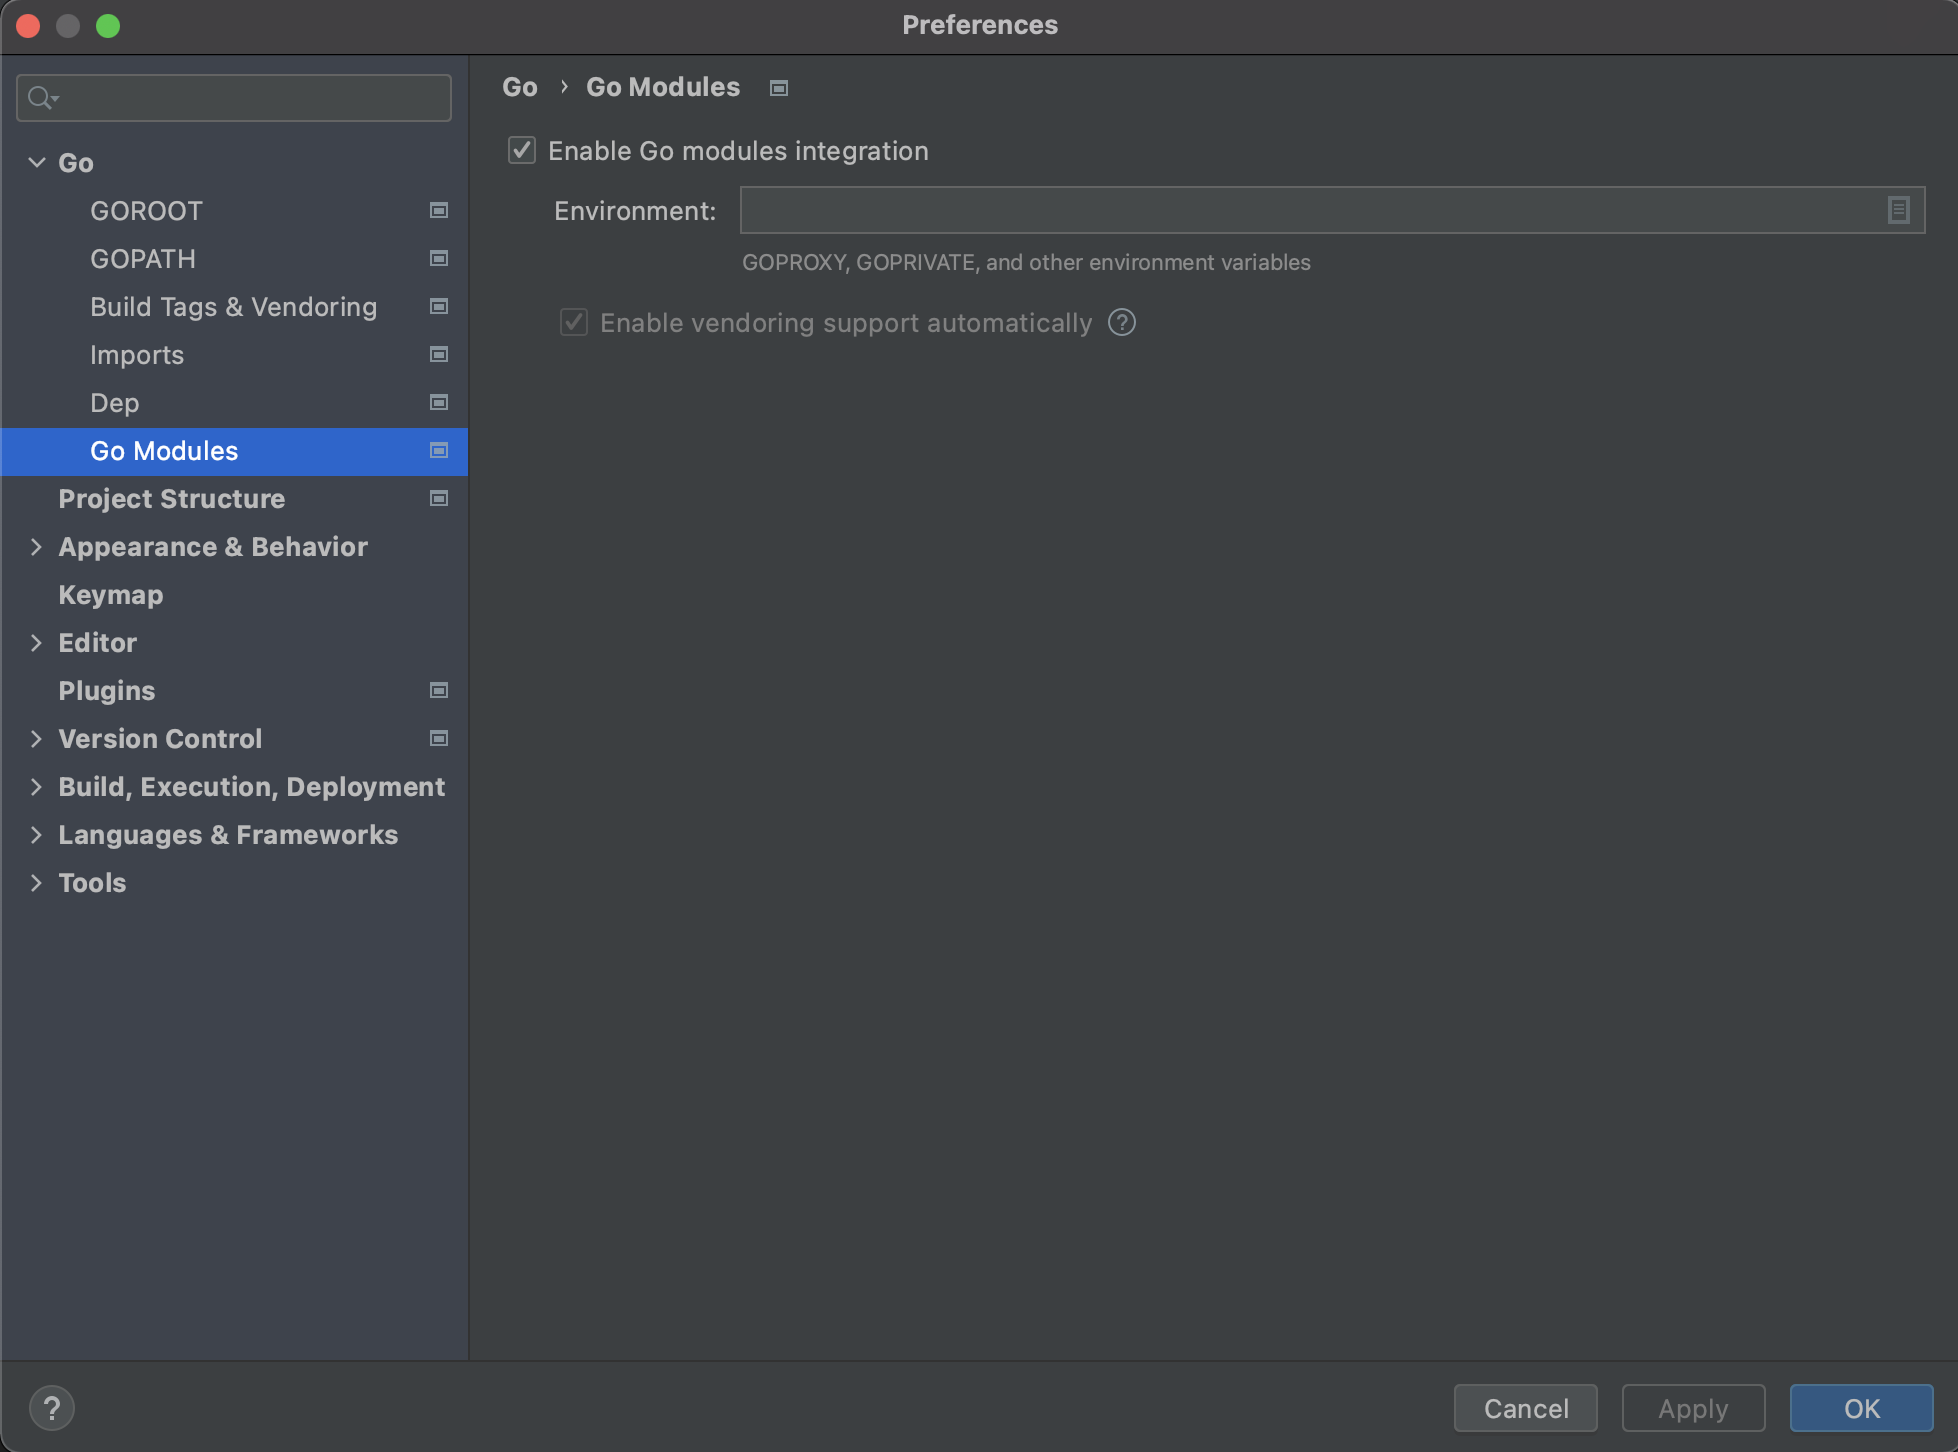 Preferences
Go
GOROOT
GOPATH
Build Tags & Vendoring
Imports
Dep
Go Modules
Project Structure
Appearance & Behavior
Keymap
Editor
Plugins
Version Control
Build, Execution, Deployment
Languages & Frameworks
Tools
Go › Go Modules
Enable Go modules integration
Environment:
GOPROXY, GOPRIVATE, and other environment variables
Enable vendoring support automatically ?
?
Cancel Apply OK